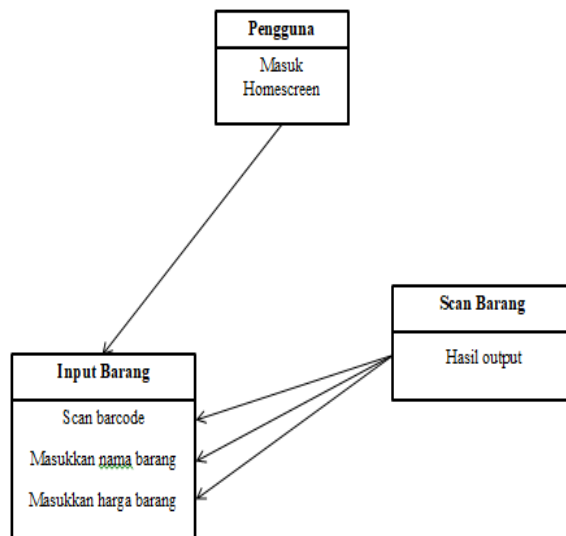 Pengguna
Masuk
Homescreen
Scan Barang
Hasil output
Input Barang
Scan barcode
Masukkan nama barang
Masukkan harga barang